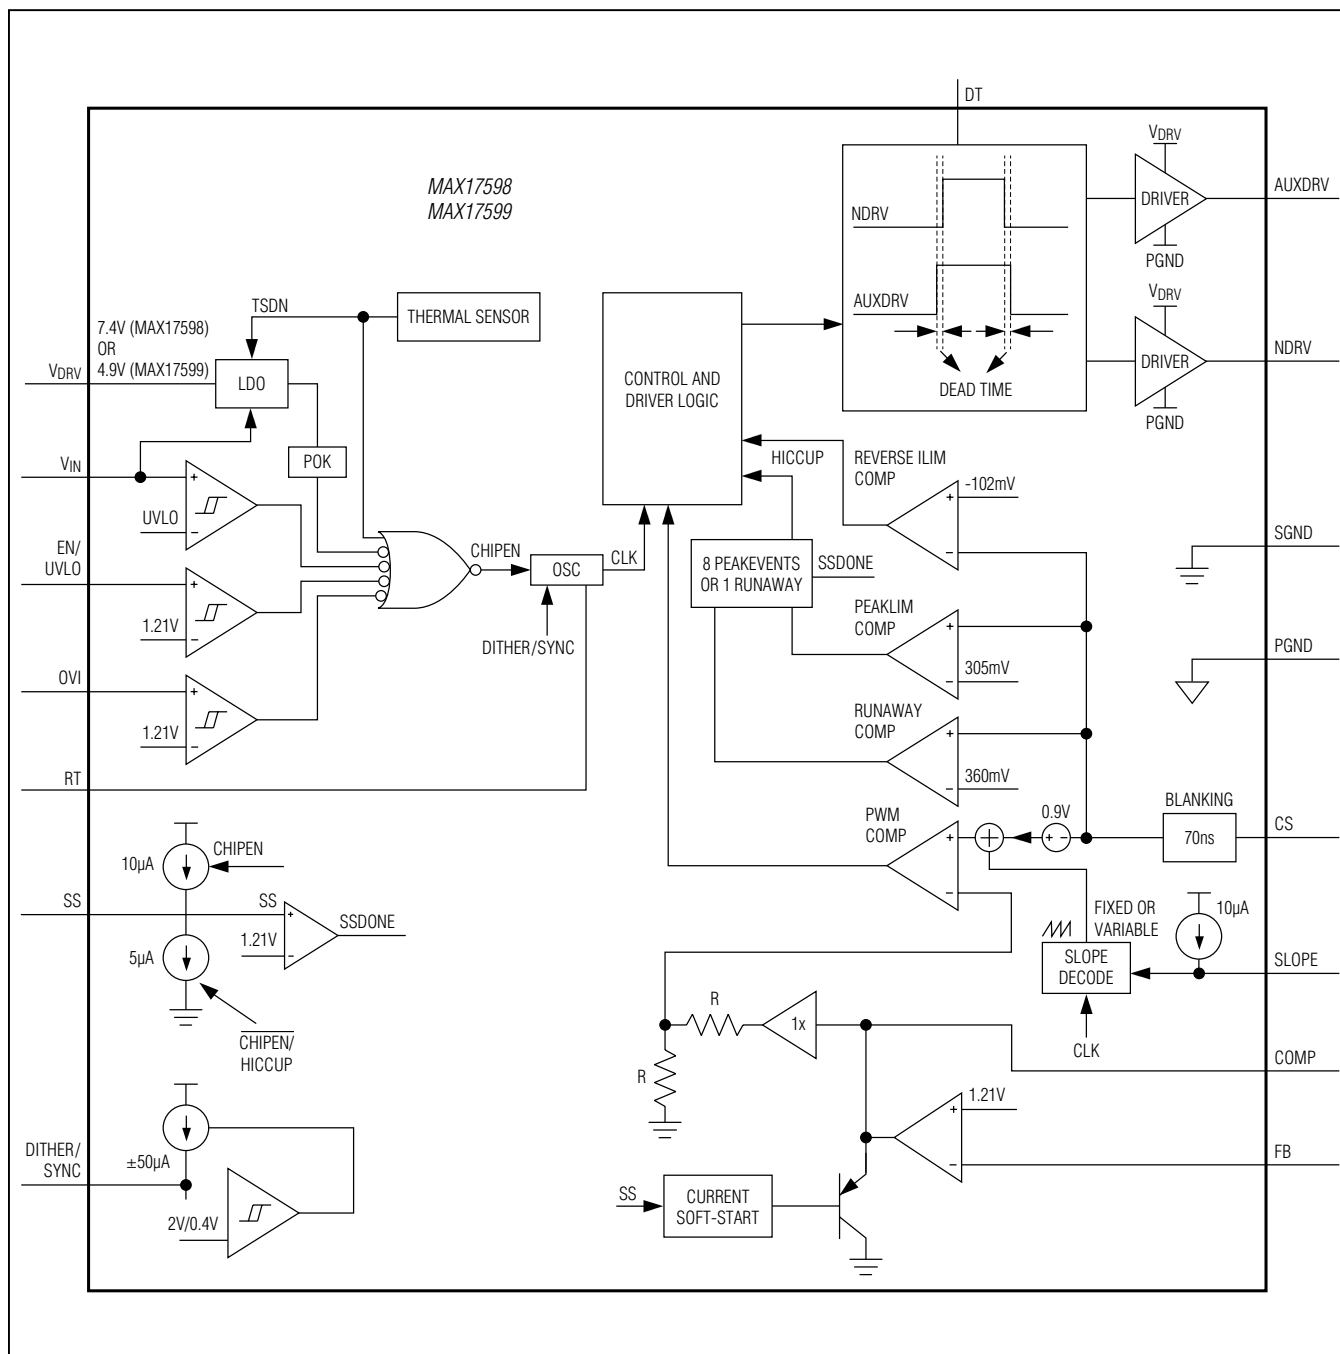 DT
MAX17598
MAX17599
VDRV
DRIVER
PGND
AUXDRV
NDRV
AUXDRV
DEAD TIME
VDRV
DRIVER
PGND
NDRV
TSDN
THERMAL SENSOR
7.4V (MAX17598)
OR
4.9V (MAX17599)
VDRV
LDO
POK
VIN
+
UVLO
−
EN/
UVLO
+
1.21V
−
OVI
+
1.21V
−
RT
CHIPEN
OSC
CLK
DITHER/SYNC
CONTROL AND
DRIVER LOGIC
HICCUP
REVERSE ILIM
COMP
+
-102mV
−
8 PEAKEVENTS
OR 1 RUNAWAY
SSDONE
PEAKLIM
COMP
+
305mV
−
RUNAWAY
COMP
+
360mV
−
SGND
PGND
PWM
COMP
+
−
0.9V
+ −
BLANKING
70ns
CS
FIXED OR
VARIABLE
10µA
SLOPE
DECODE
SLOPE
CLK
10µA
CHIPEN
SS
SS
+
1.21V
−
SSDONE
5µA
CHIPEN/
HICCUP
R
1x
R
COMP
+
1.21V
−
FB
DITHER/
SYNC
±50µA
2V/0.4V
SS
CURRENT
SOFT-START